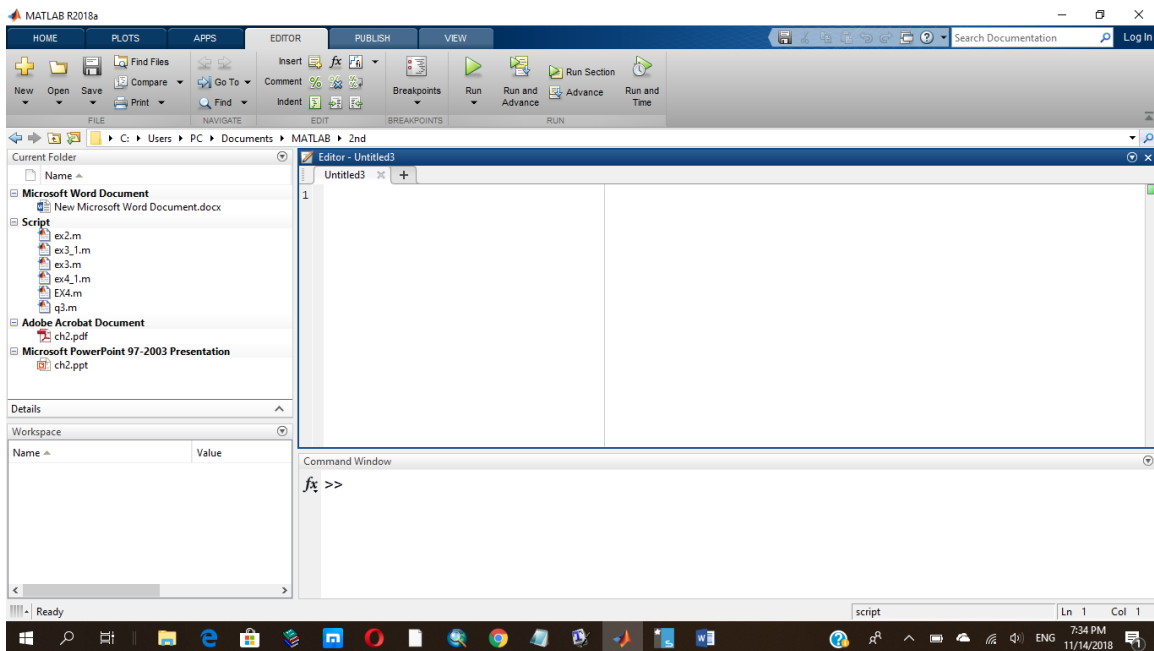 MATLAB R2018a
HOME PLOTS APPS EDITOR PUBLISH VIEW Search Documentation Log In
New Open Save Find Files Compare Print
FILE
Go To Find
NAVIGATE
Insert fx
Comment
Indent
EDIT
Breakpoints
BREAKPOINTS
Run Run and Advance Run Section Advance Run and Time
RUN
C: Users PC Documents MATLAB 2nd
Current Folder
Name
Microsoft Word Document
New Microsoft Word Document.docx
Script
ex2.m
ex3_1.m
ex3.m
ex4_1.m
EX4.m
q3.m
Adobe Acrobat Document
ch2.pdf
Microsoft PowerPoint 97-2003 Presentation
ch2.ppt
Details
Workspace
Name Value
Editor - Untitled3
Untitled3 +
1
Command Window
fx >>
Ready script Ln 1 Col 1
ENG 7:34 PM
11/14/2018